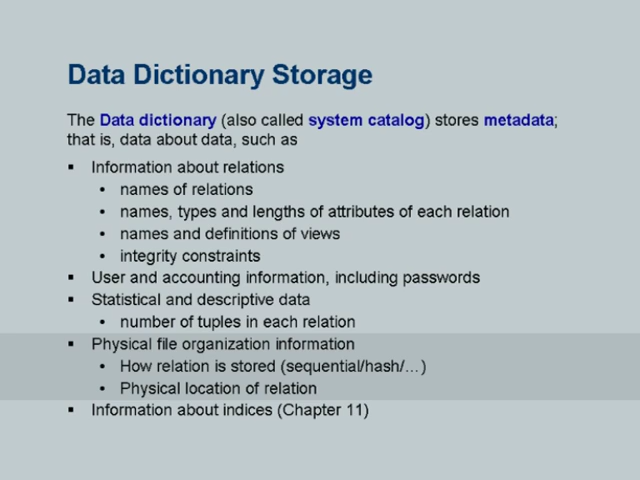 Data Dictionary Storage
The Data dictionary (also called system catalog) stores metadata;
that is, data about data, such as
▪ Information about relations
• names of relations
• names, types and lengths of attributes of each relation
• names and definitions of views
• integrity constraints
▪ User and accounting information, including passwords
▪ Statistical and descriptive data
• number of tuples in each relation
▪ Physical file organization information
• How relation is stored (sequential/hash/…)
• Physical location of relation
▪ Information about indices (Chapter 11)